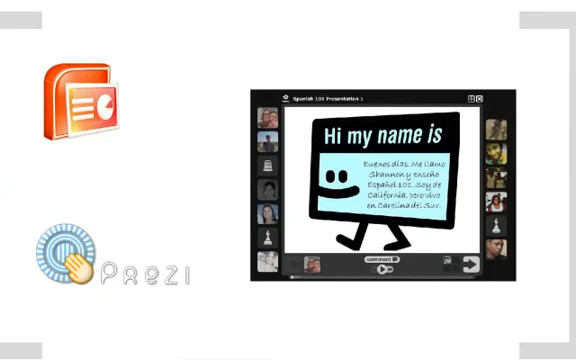 Spanish 101 Presentation 1
Hi my name is
Buenos días. Me llamo
Shannon y enseño
Español 101. Soy de
California, pero vivo
en Carolina del Sur.
comment
Prezi